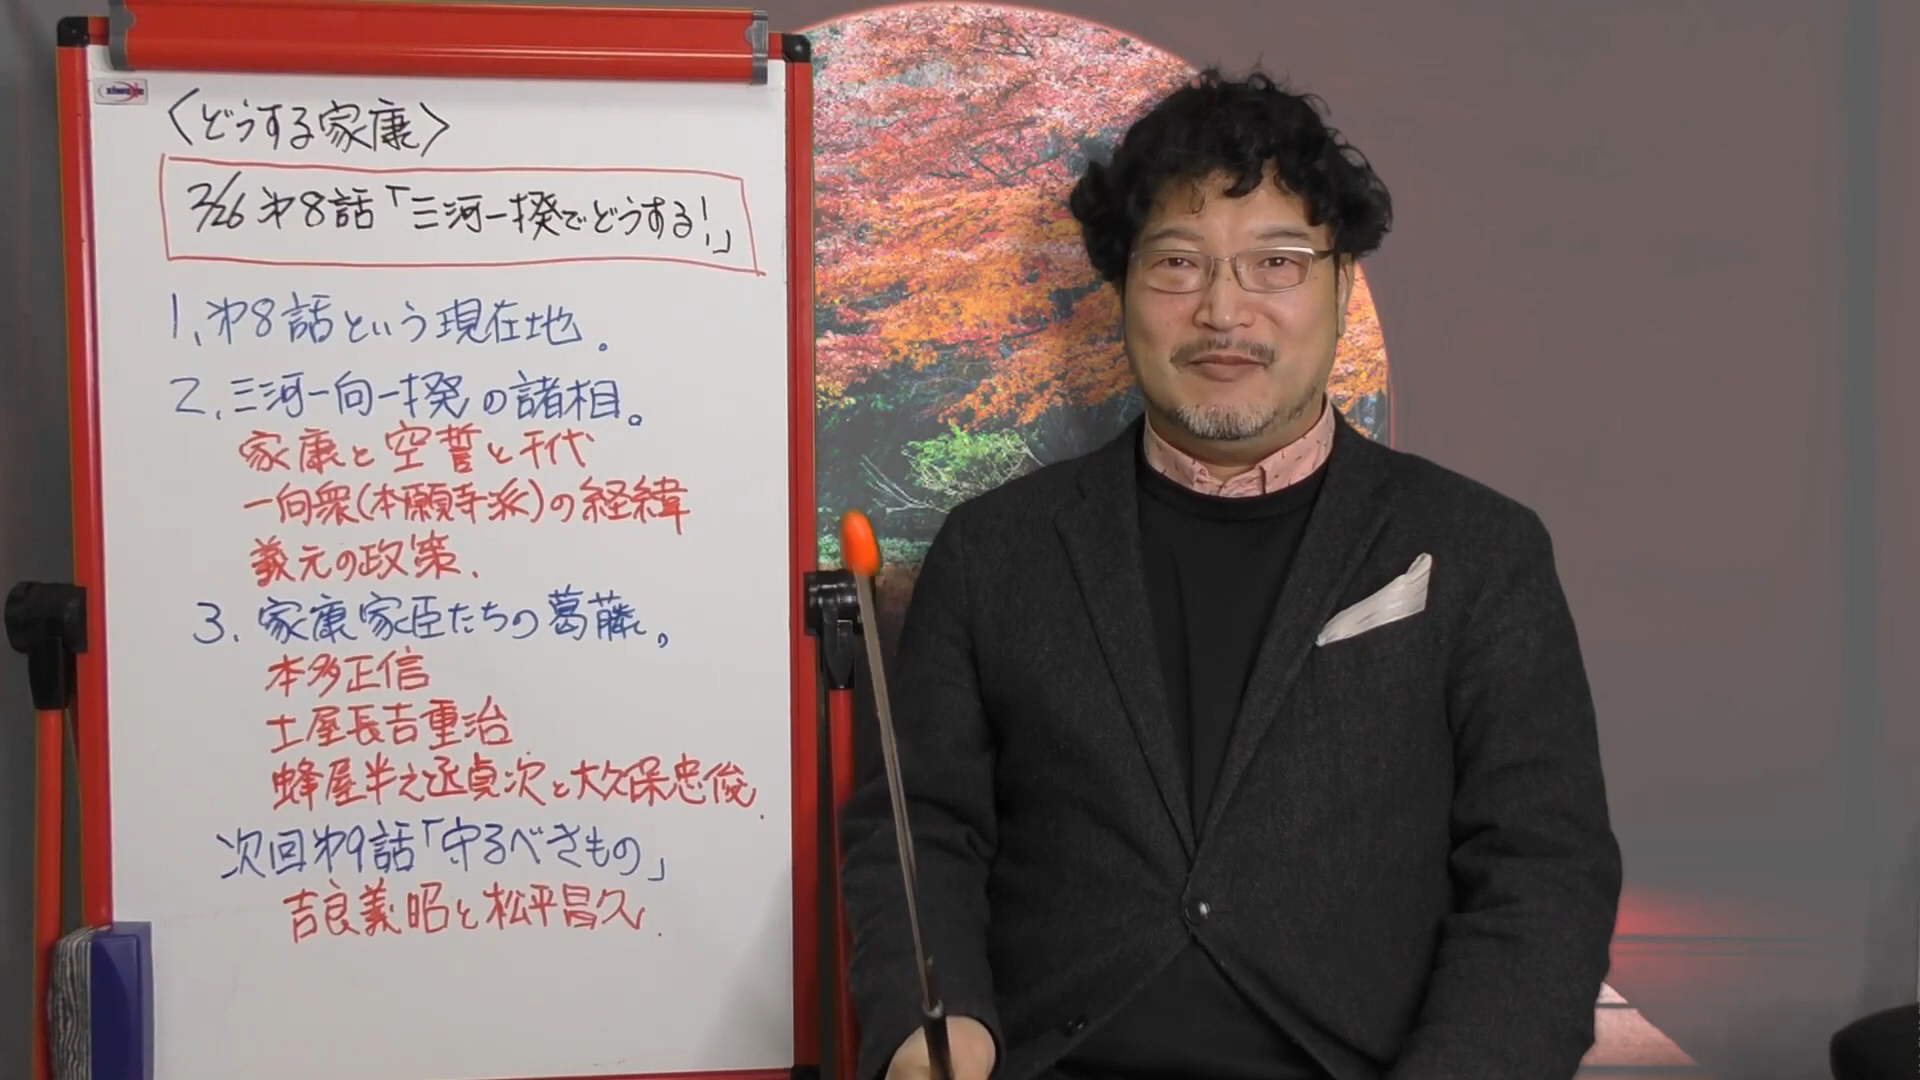 〈どうする家康〉
2/26 第8話「三河一揆でどうする!」
1、第8話という現在地。
2、三河一向一揆の諸相。
家康と空誓と千代
一向衆(本願寺派)の経緯
義元の政策、
3、家康家臣たちの葛藤。
本多正信
土屋長吉重治
蜂屋半之丞貞次と大久保忠俊.
次回第9話「守るべきもの」
吉良義昭と松平昌久.